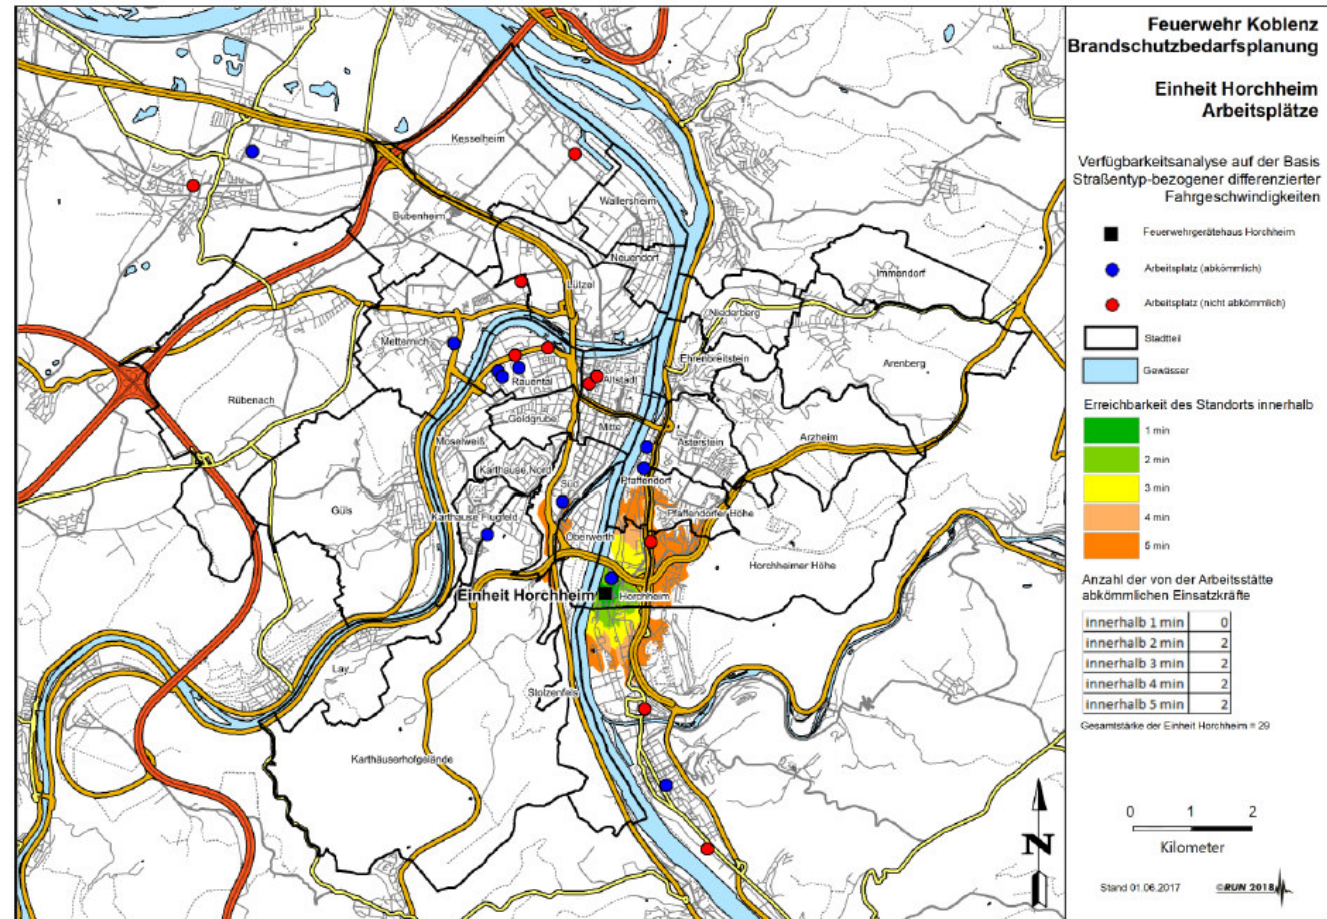 Feuerwehr Koblenz
Brandschutzbedarfsplanung
Einheit Horchheim
Arbeitsplätze
Verfügbarkeitsanalyse auf der Basis
Straßentyp-bezogener differenzierter
Fahrgeschwindigkeiten
Feuerwehrgerätehaus Horchheim
Arbeitsplatz (abkömmlich)
Arbeitsplatz (nicht abkömmlich)
Stadtteil
Gewässer
Erreichbarkeit des Standorts innerhalb
1 min
2 min
3 min
4 min
5 min
Anzahl der von der Arbeitsstätte
abkömmlichen Einsatzkräfte
innerhalb 1 min 0
innerhalb 2 min 2
innerhalb 3 min 2
innerhalb 4 min 2
innerhalb 5 min 2
Gesamtstärke der Einheit Horchheim = 29
0 1 2
Kilometer
N
Stand 01.06.2017
©RUN 2018
Kesselheim
Wallersheim
Bubenheim
Neuendorf
Immendorf
Lützel
Niederberg
Metternich
Ehrenbreitstein
Arenberg
Rauental
Altstadt
Rübenach
Goldgrube
Mitte
Moselweiß
Asterstein
Arzheim
Karthause Nord
Süd
Pfaffendorf
Güls
Karthause Flugfeld
Pfaffendorfer Höhe
Oberwerth
Horchheimer Höhe
Einheit Horchheim
Horchheim
Lay
Stolzenfels
Karthäuserhofgelände